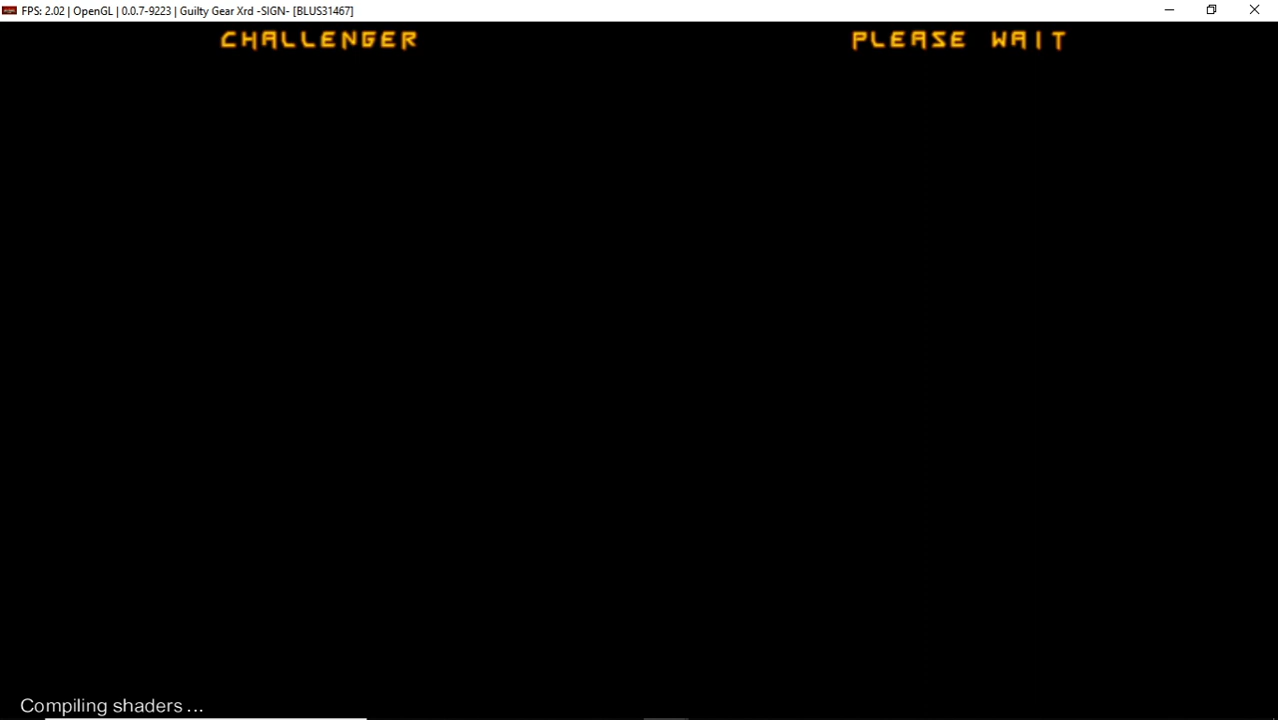 FPS: 2.02 | OpenGL | 0.0.7-9223 | Guilty Gear Xrd -SIGN- [BLUS31467]
CHALLENGER PLEASE WAIT
Compiling shaders ...